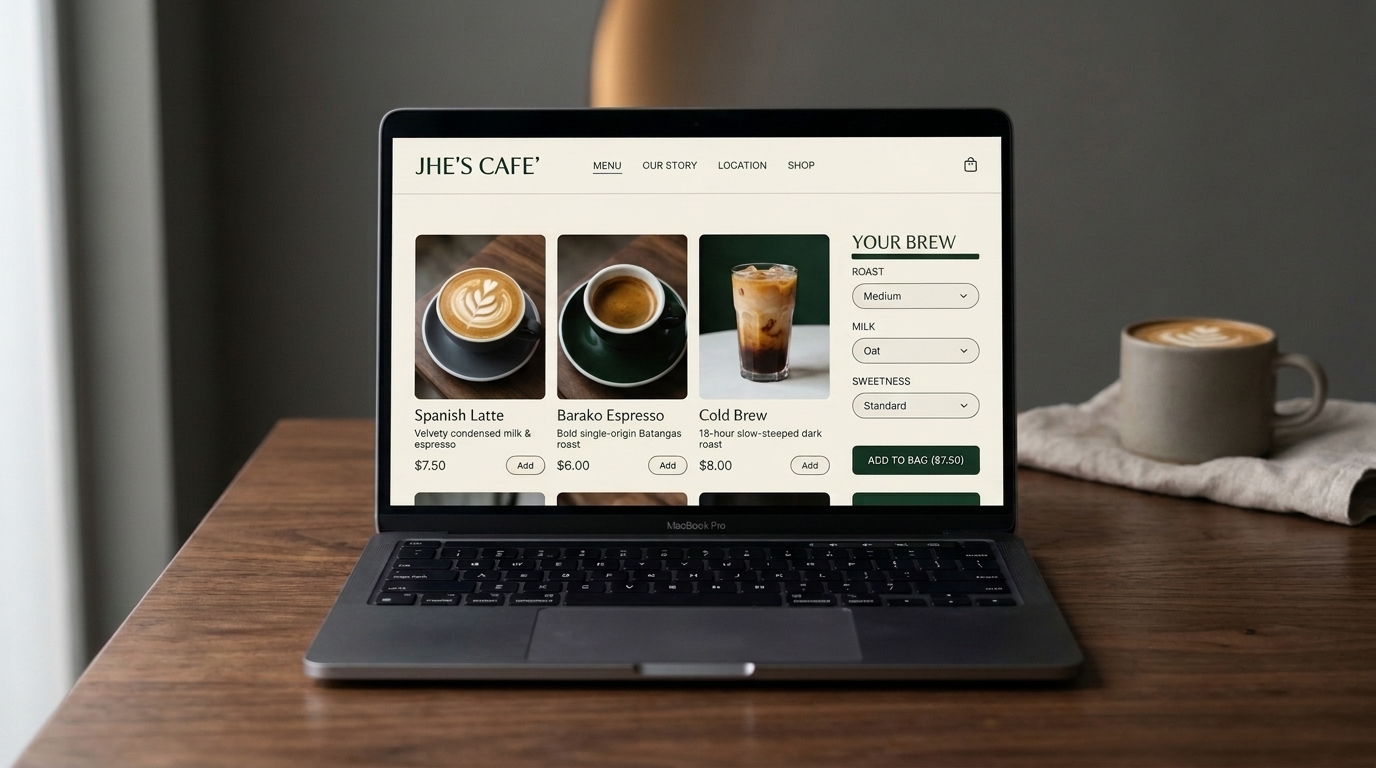 JHE'S CAFE'
MENU
OUR STORY
LOCATION
SHOP
Spanish Latte
Velvety condensed milk &
espresso
$7.50
Add
Barako Espresso
Bold single-origin Batangas
roast
$6.00
Add
Cold Brew
18-hour slow-steeped dark
roast
$8.00
Add
YOUR BREW
ROAST
Medium
MILK
Oat
SWEETNESS
Standard
ADD TO BAG ($7.50)
MacBook Pro